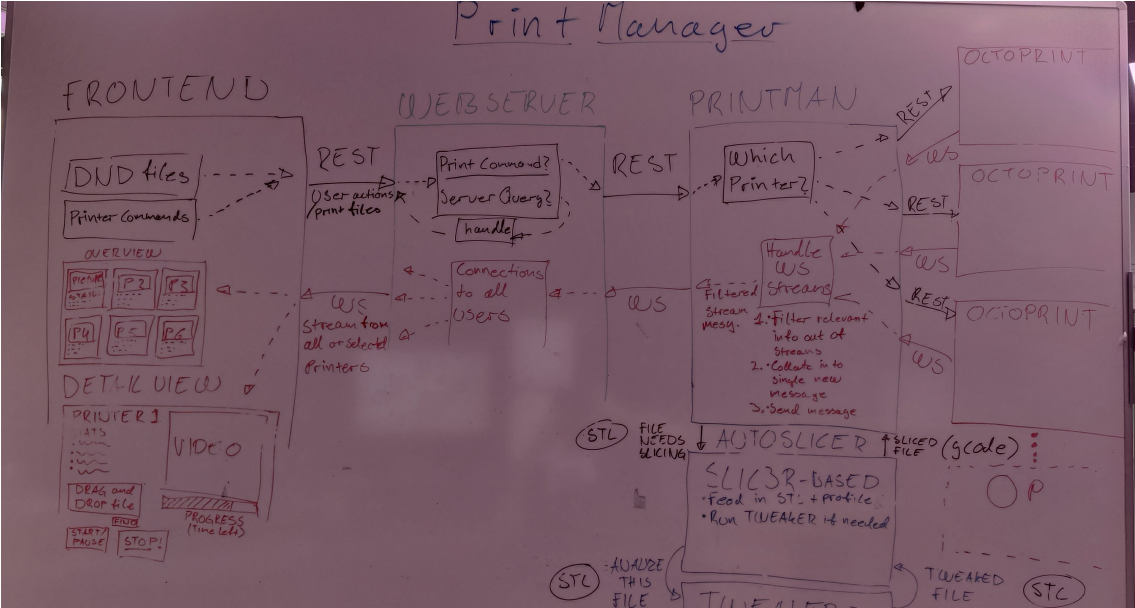 Print Manager
FRONTEND
DND files
Printer Commands
OVERVIEW
Picture
P2
P3
P4
P5
P6
DETAIL VIEW
PRINTER 1
VIDEO
DRAG and
DROP file
FIND
START/
PAUSE
STOP!
PROGRESS
(Time left)
REST
User actions
/print files
WS
Stream from
all or selected
Printers
WEBSERVER
Print Command?
Server Query?
handle
Connections
to all
users
REST
WS
PRINTMAN
Which
Printer?
Handle
WS
Streams
Filtered
Stream
1. Filter relevant
info out of
Streams
2. Collate in to
single new
message
3. Send message
REST
WS
REST
WS
REST
WS
OCTOPRINT
OCTOPRINT
OCTOPRINT
STL
FILE
NEEDS
SLICING
AUTOSLICER
SLICED
FILE
(gcode)
SLIC3R-BASED
• Feed in STL + profile
• Run TWEAKER if needed
P
STL
ANALYZE
THIS
FILE
TWEAKER
TWEAKED
FILE
STL